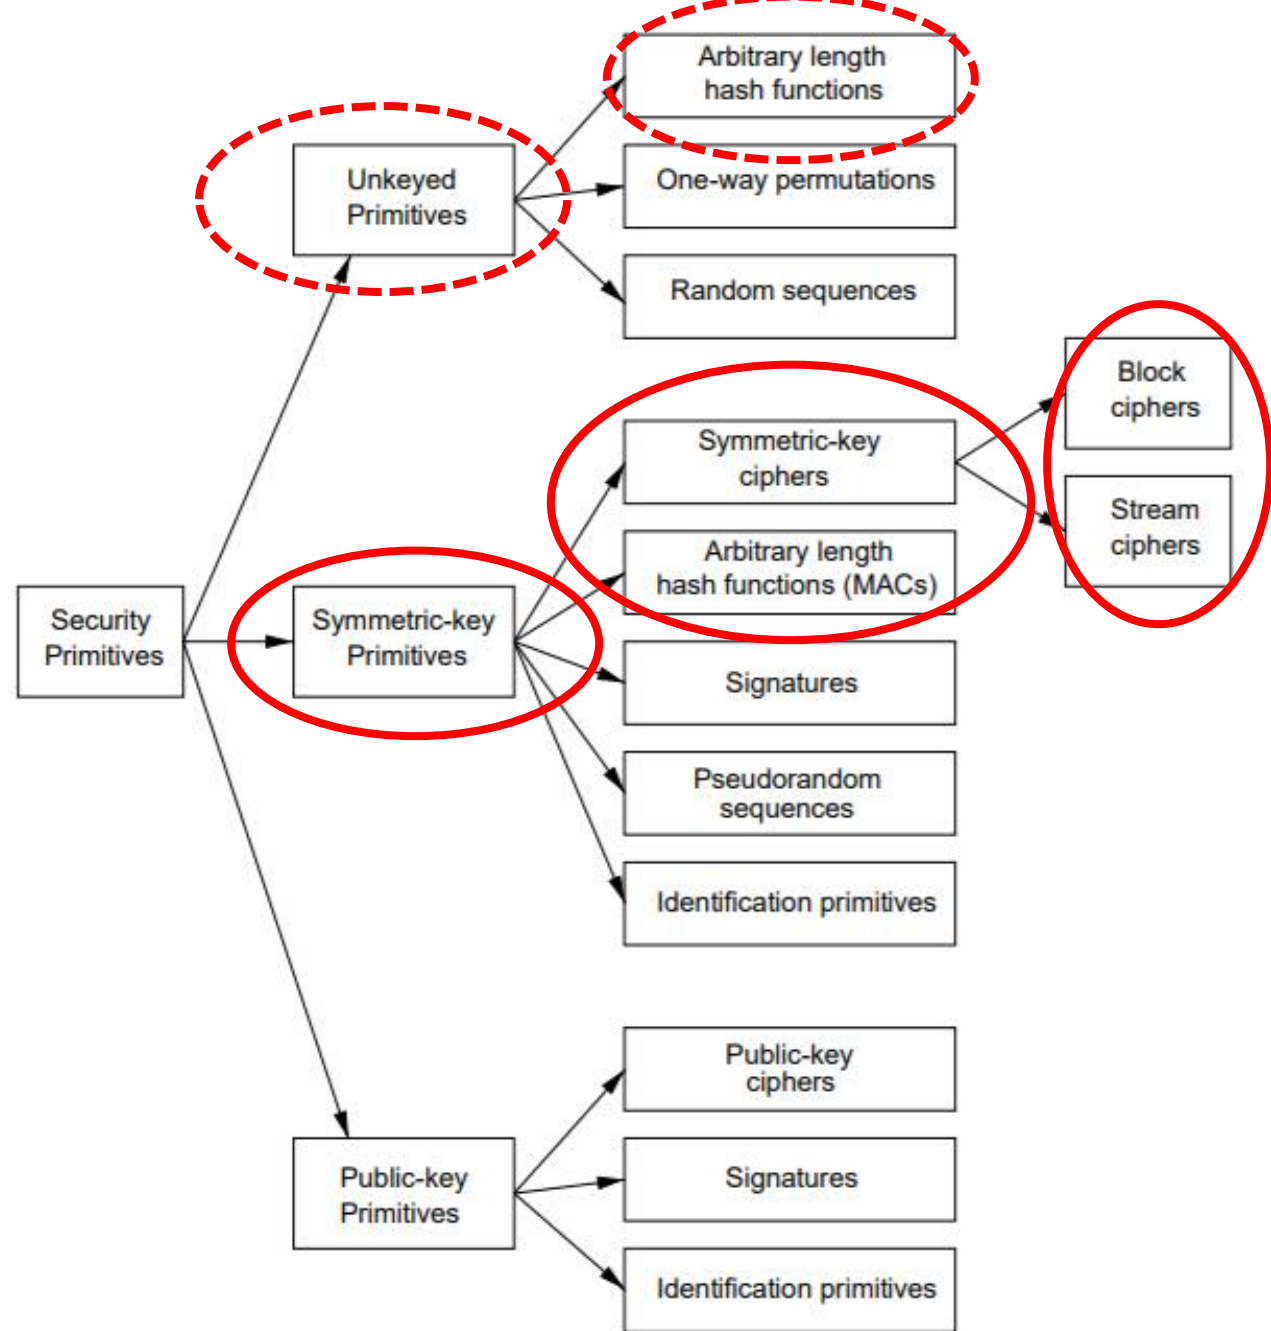 Arbitrary length
hash functions
Unkeyed
Primitives
One-way permutations
Random sequences
Block
ciphers
Symmetric-key
ciphers
Stream
ciphers
Arbitrary length
hash functions (MACs)
Security
Primitives
Symmetric-key
Primitives
Signatures
Pseudorandom
sequences
Identification primitives
Public-key
ciphers
Public-key
Primitives
Signatures
Identification primitives